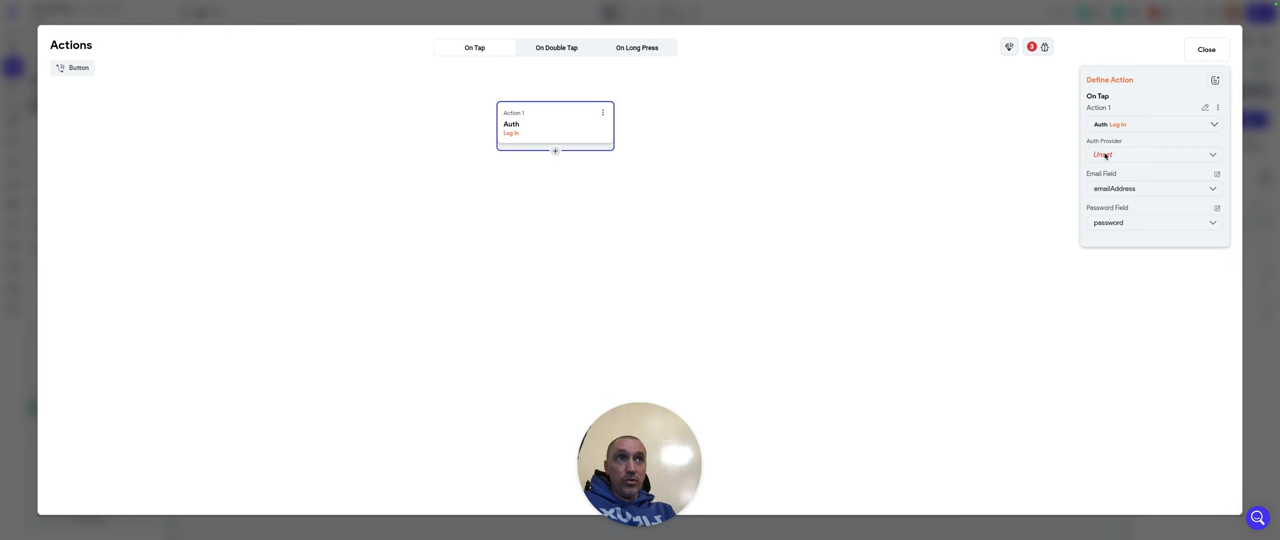 Actions
On Tap
On Double Tap
On Long Press
3
Close
Button
Action 1
Auth
Log In
Define Action
On Tap
Action 1
Auth Log In
Auth Provider
Unset
Email Field
emailAddress
Password Field
password